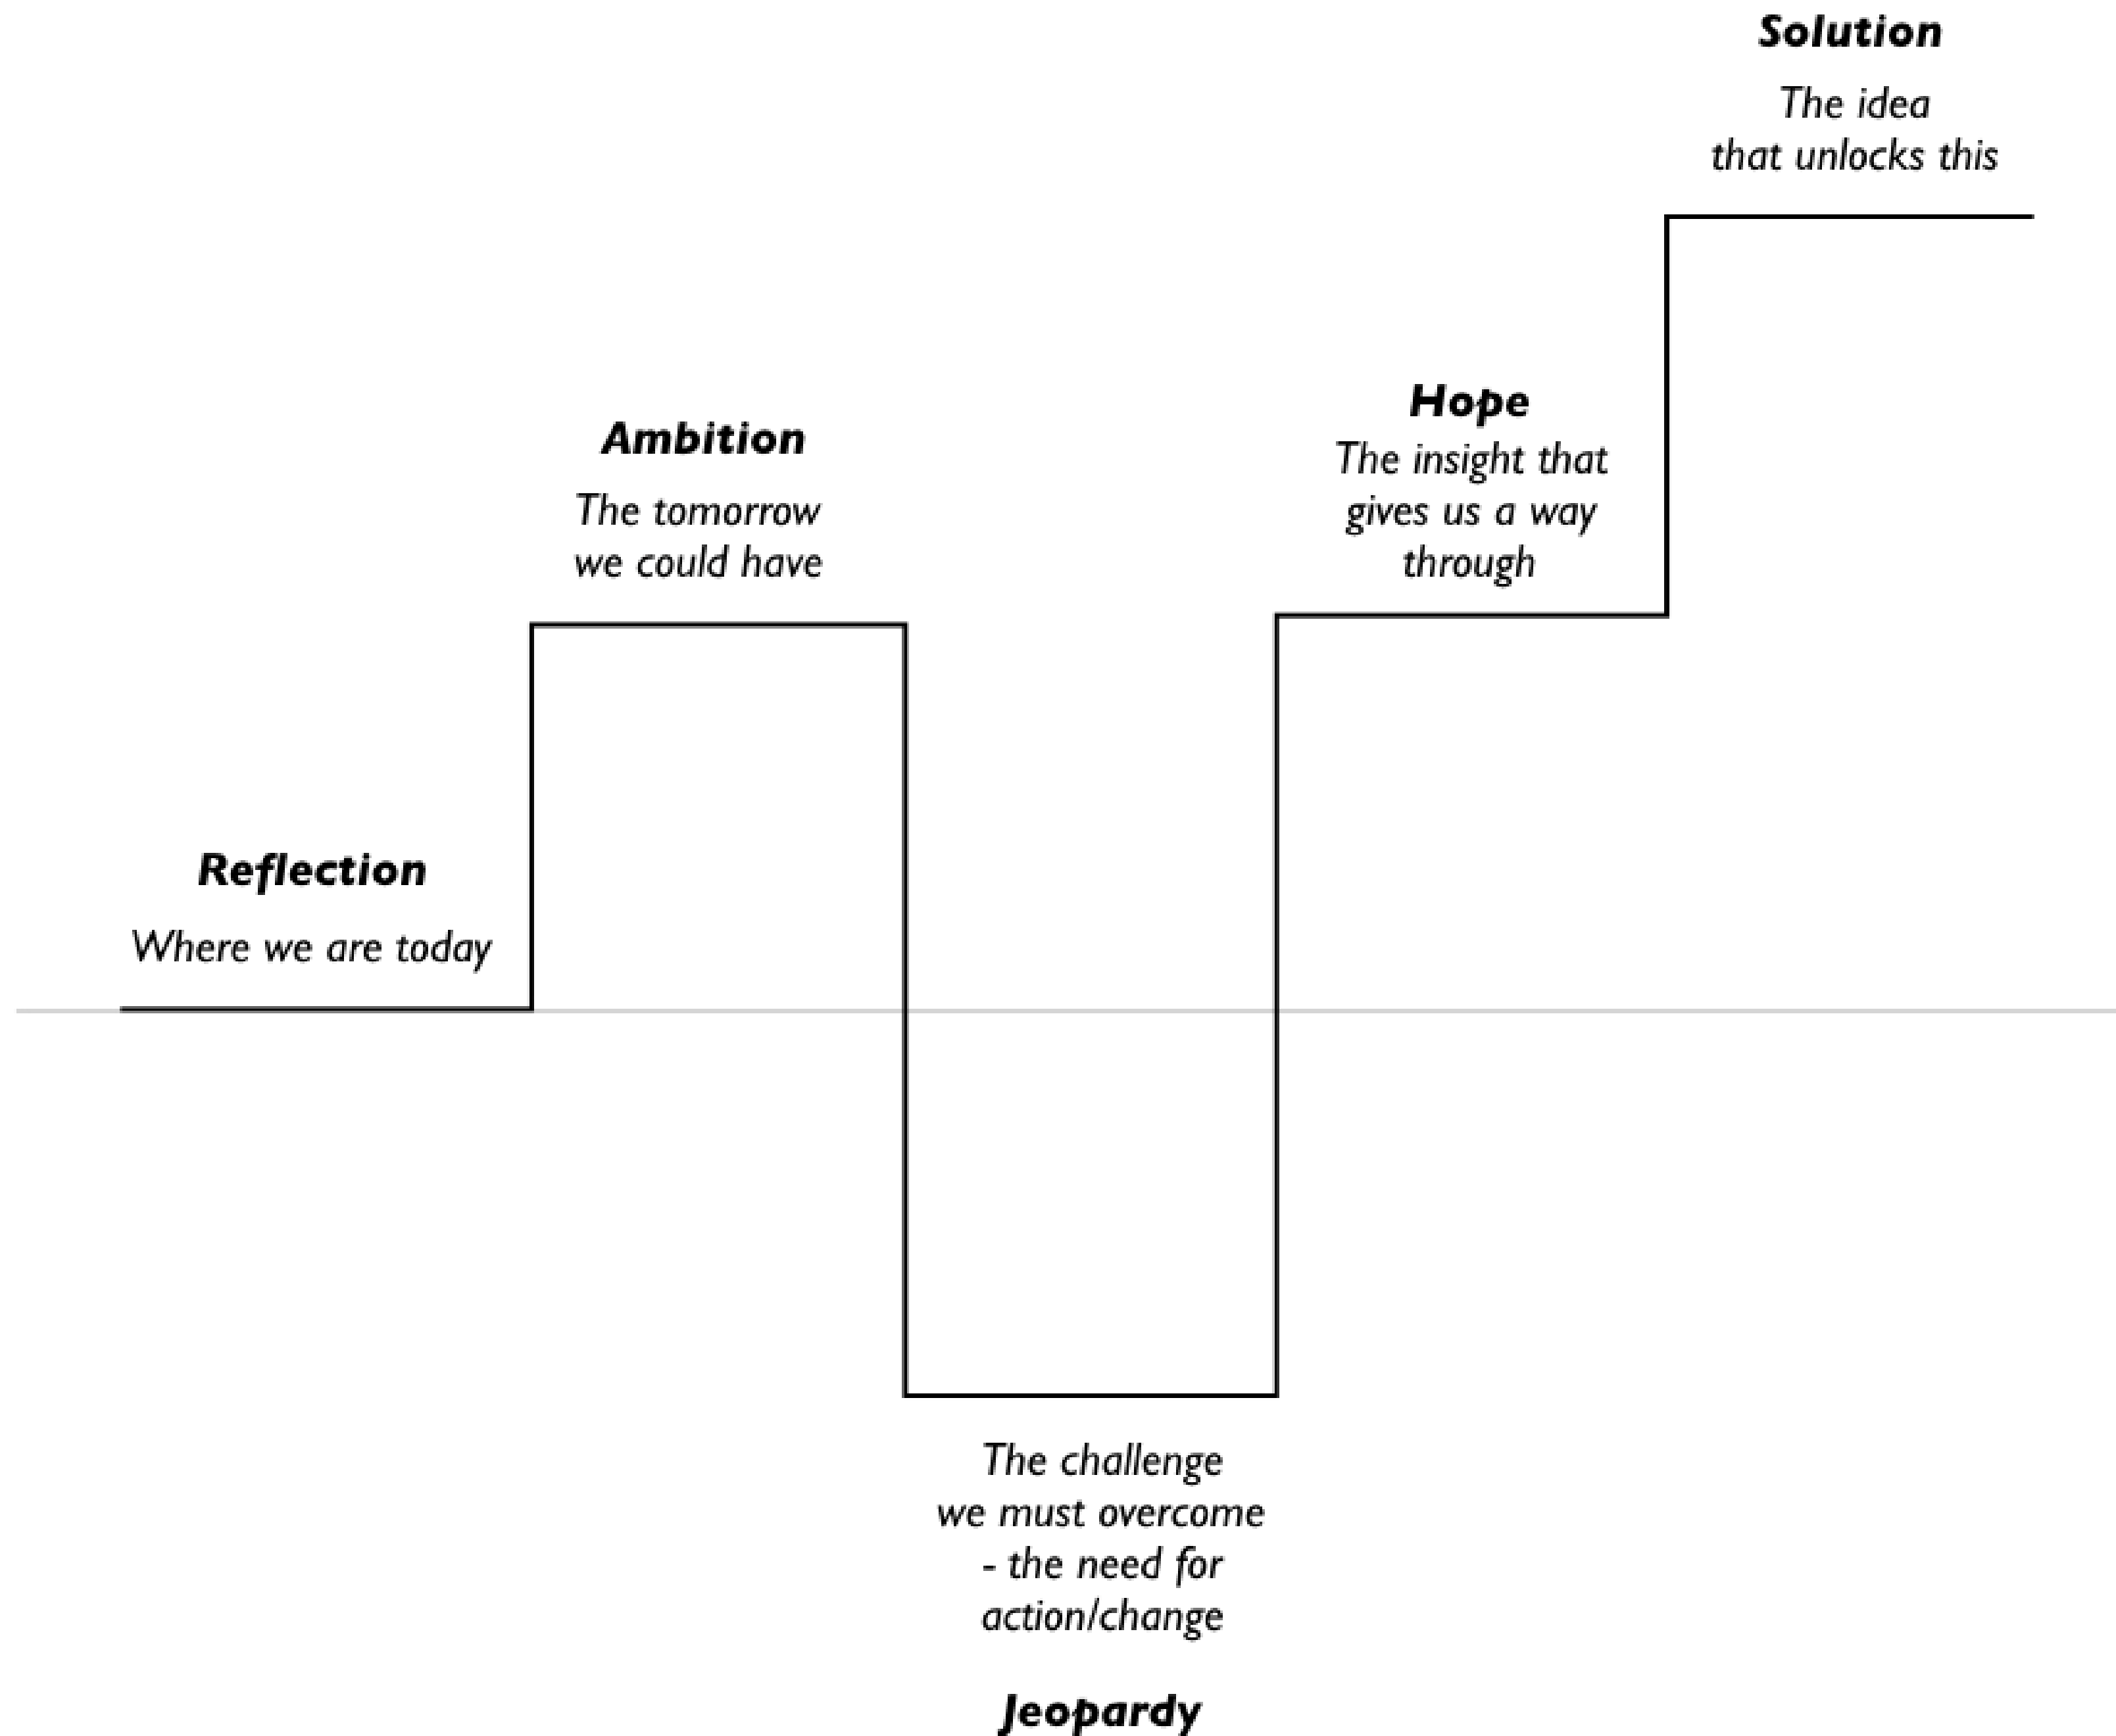 Reflection
Where we are today
Ambition
The tomorrow
we could have
The challenge
we must overcome
- the need for
action/change
Jeopardy
Hope
The insight that
gives us a way
through
Solution
The idea
that unlocks this